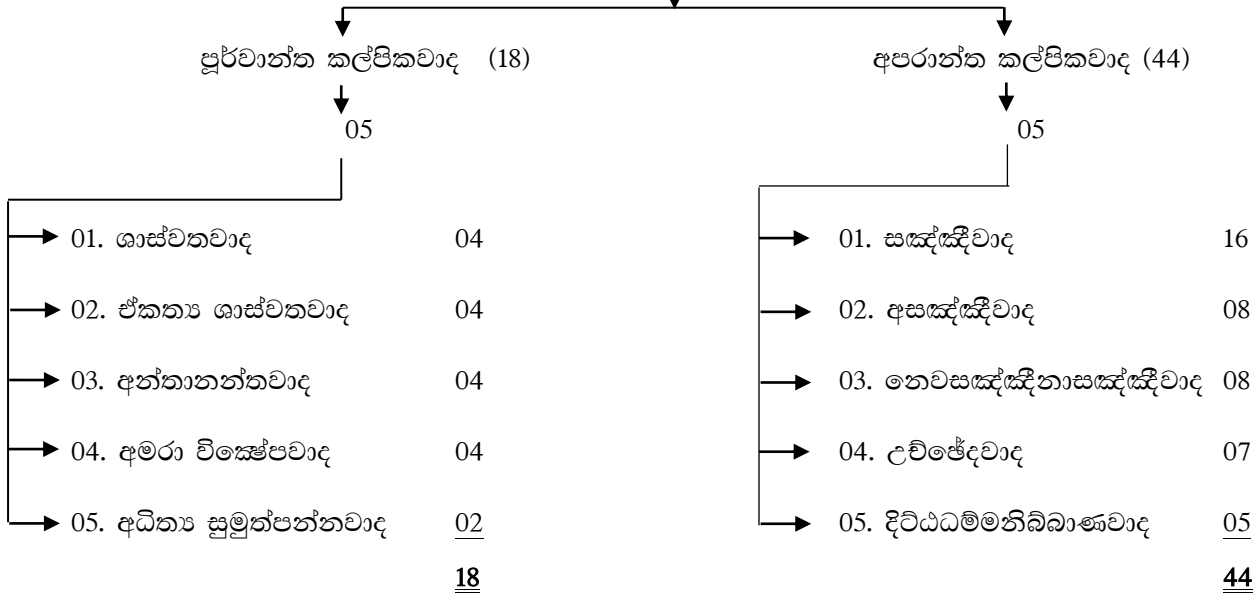 පූර්වාන්ත කල්පිකවාද (18)
05
01. ශාස්වතවාද 04
02. ඒකත්‍ය ශාස්වතවාද 04
03. අන්තානන්තවාද 04
04. අමරා වික්‍ෂේපවාද 04
05. අධිත්‍ය සුමුත්පන්නවාද 02
18
අපරාන්ත කල්පිකවාද (44)
05
01. සඤ්ඤීවාද 16
02. අසඤ්ඤීවාද 08
03. නෙවසඤ්ඤීනාසඤ්ඤීවාද 08
04. උච්ඡේදවාද 07
05. දිට්ඨධම්මනිබ්බාණවාද 05
44